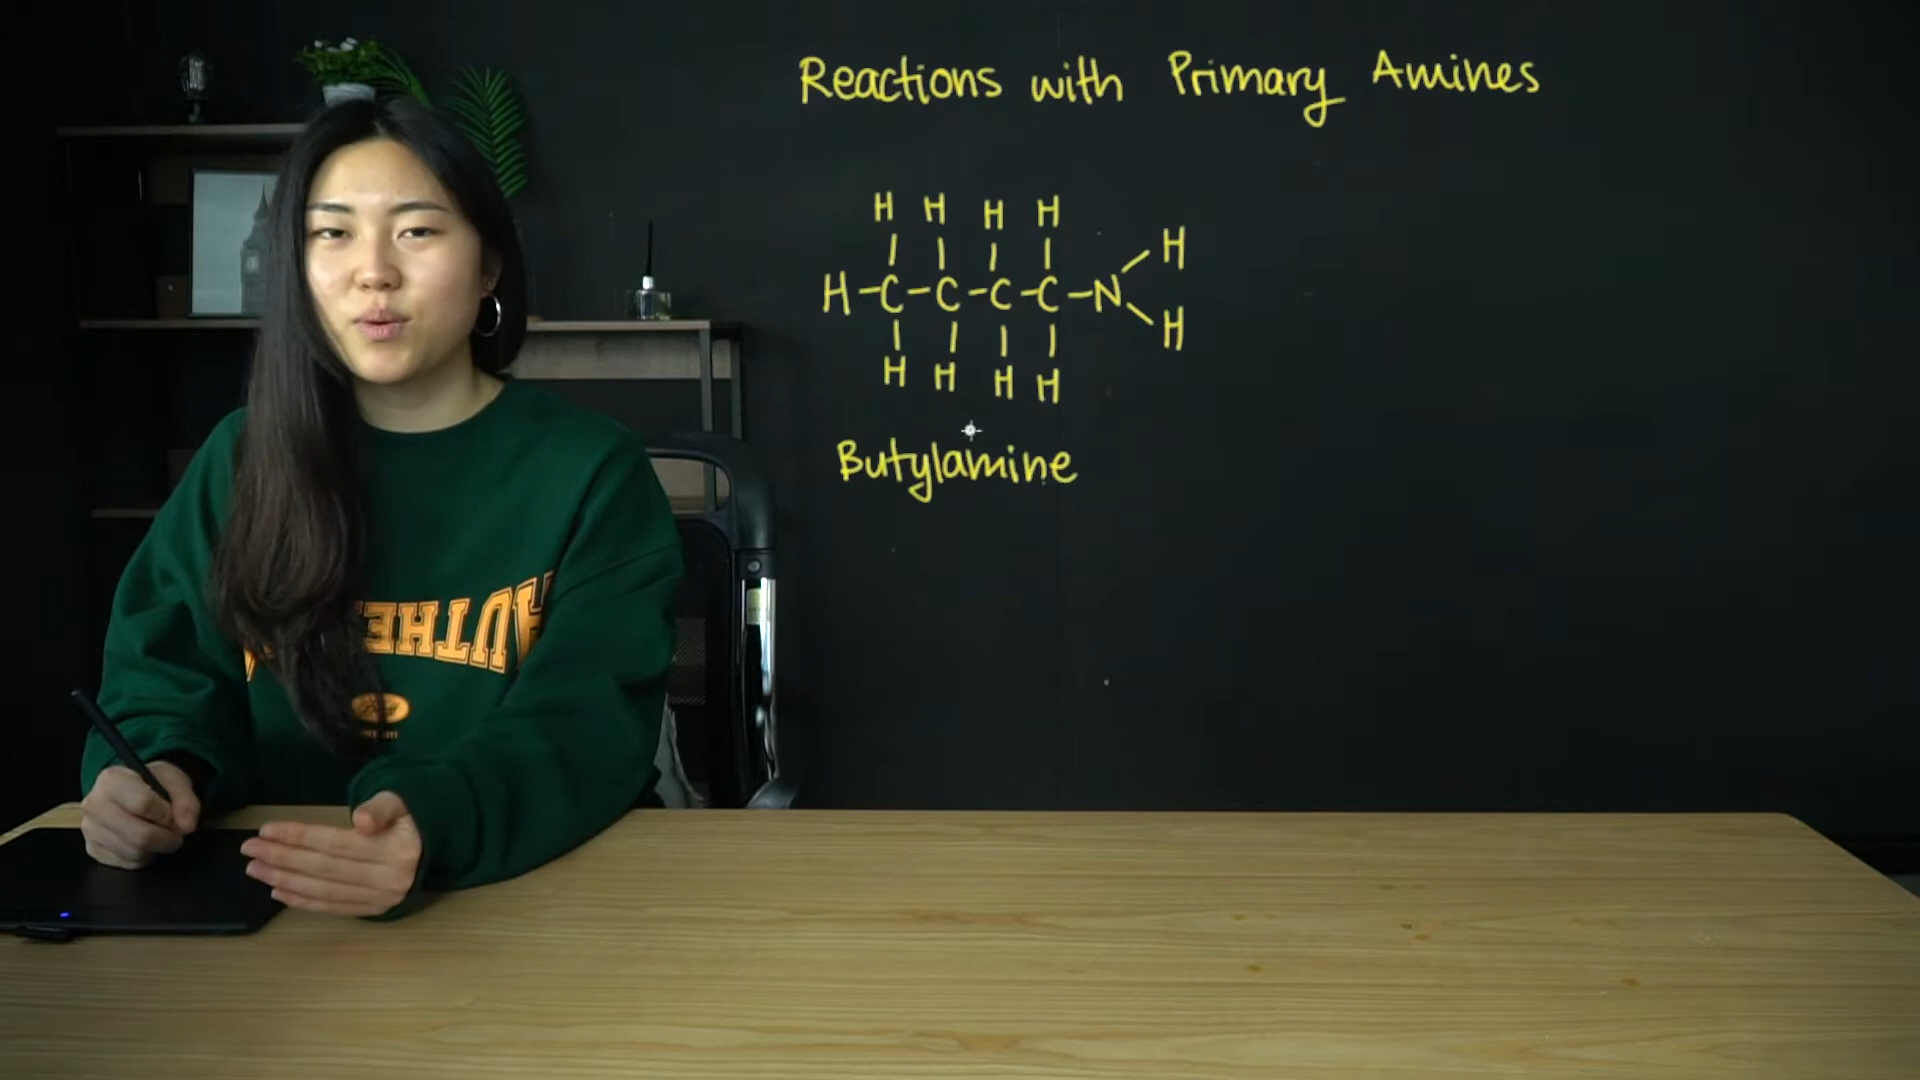 Reactions with Primary Amines
H H H H
H
H-C-C-C-C-N
H
H H H H
Butylamine